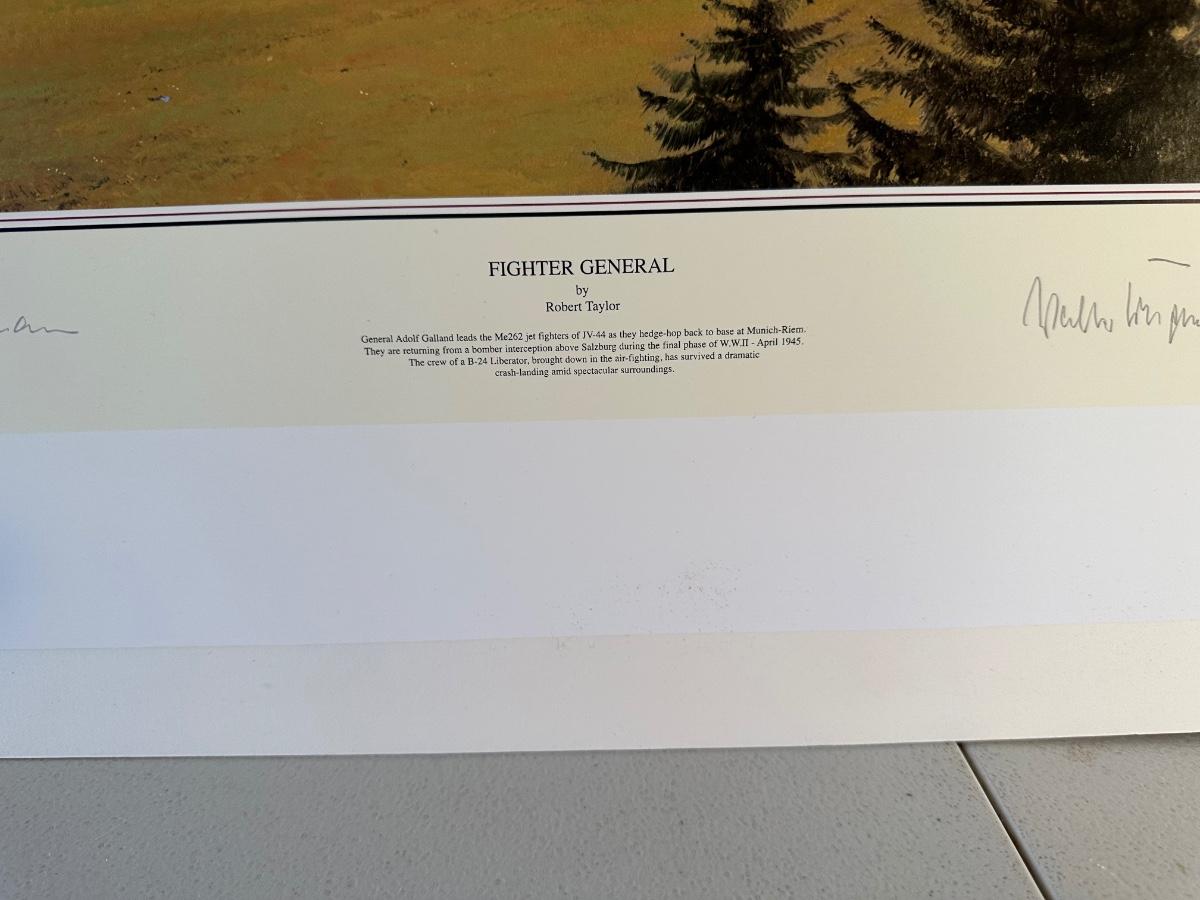 FIGHTER GENERAL
by
Robert Taylor
General Adolf Galland leads the Me262 jet fighters of JV-44 as they hedge-hop back to base at Munich-Riem.
They are returning from a bomber interception above Salzburg during the final phase of W.W.II - April 1945.
The crew of a B-24 Liberator, brought down in the air-fighting, has survived a dramatic
crash-landing amid spectacular surroundings.